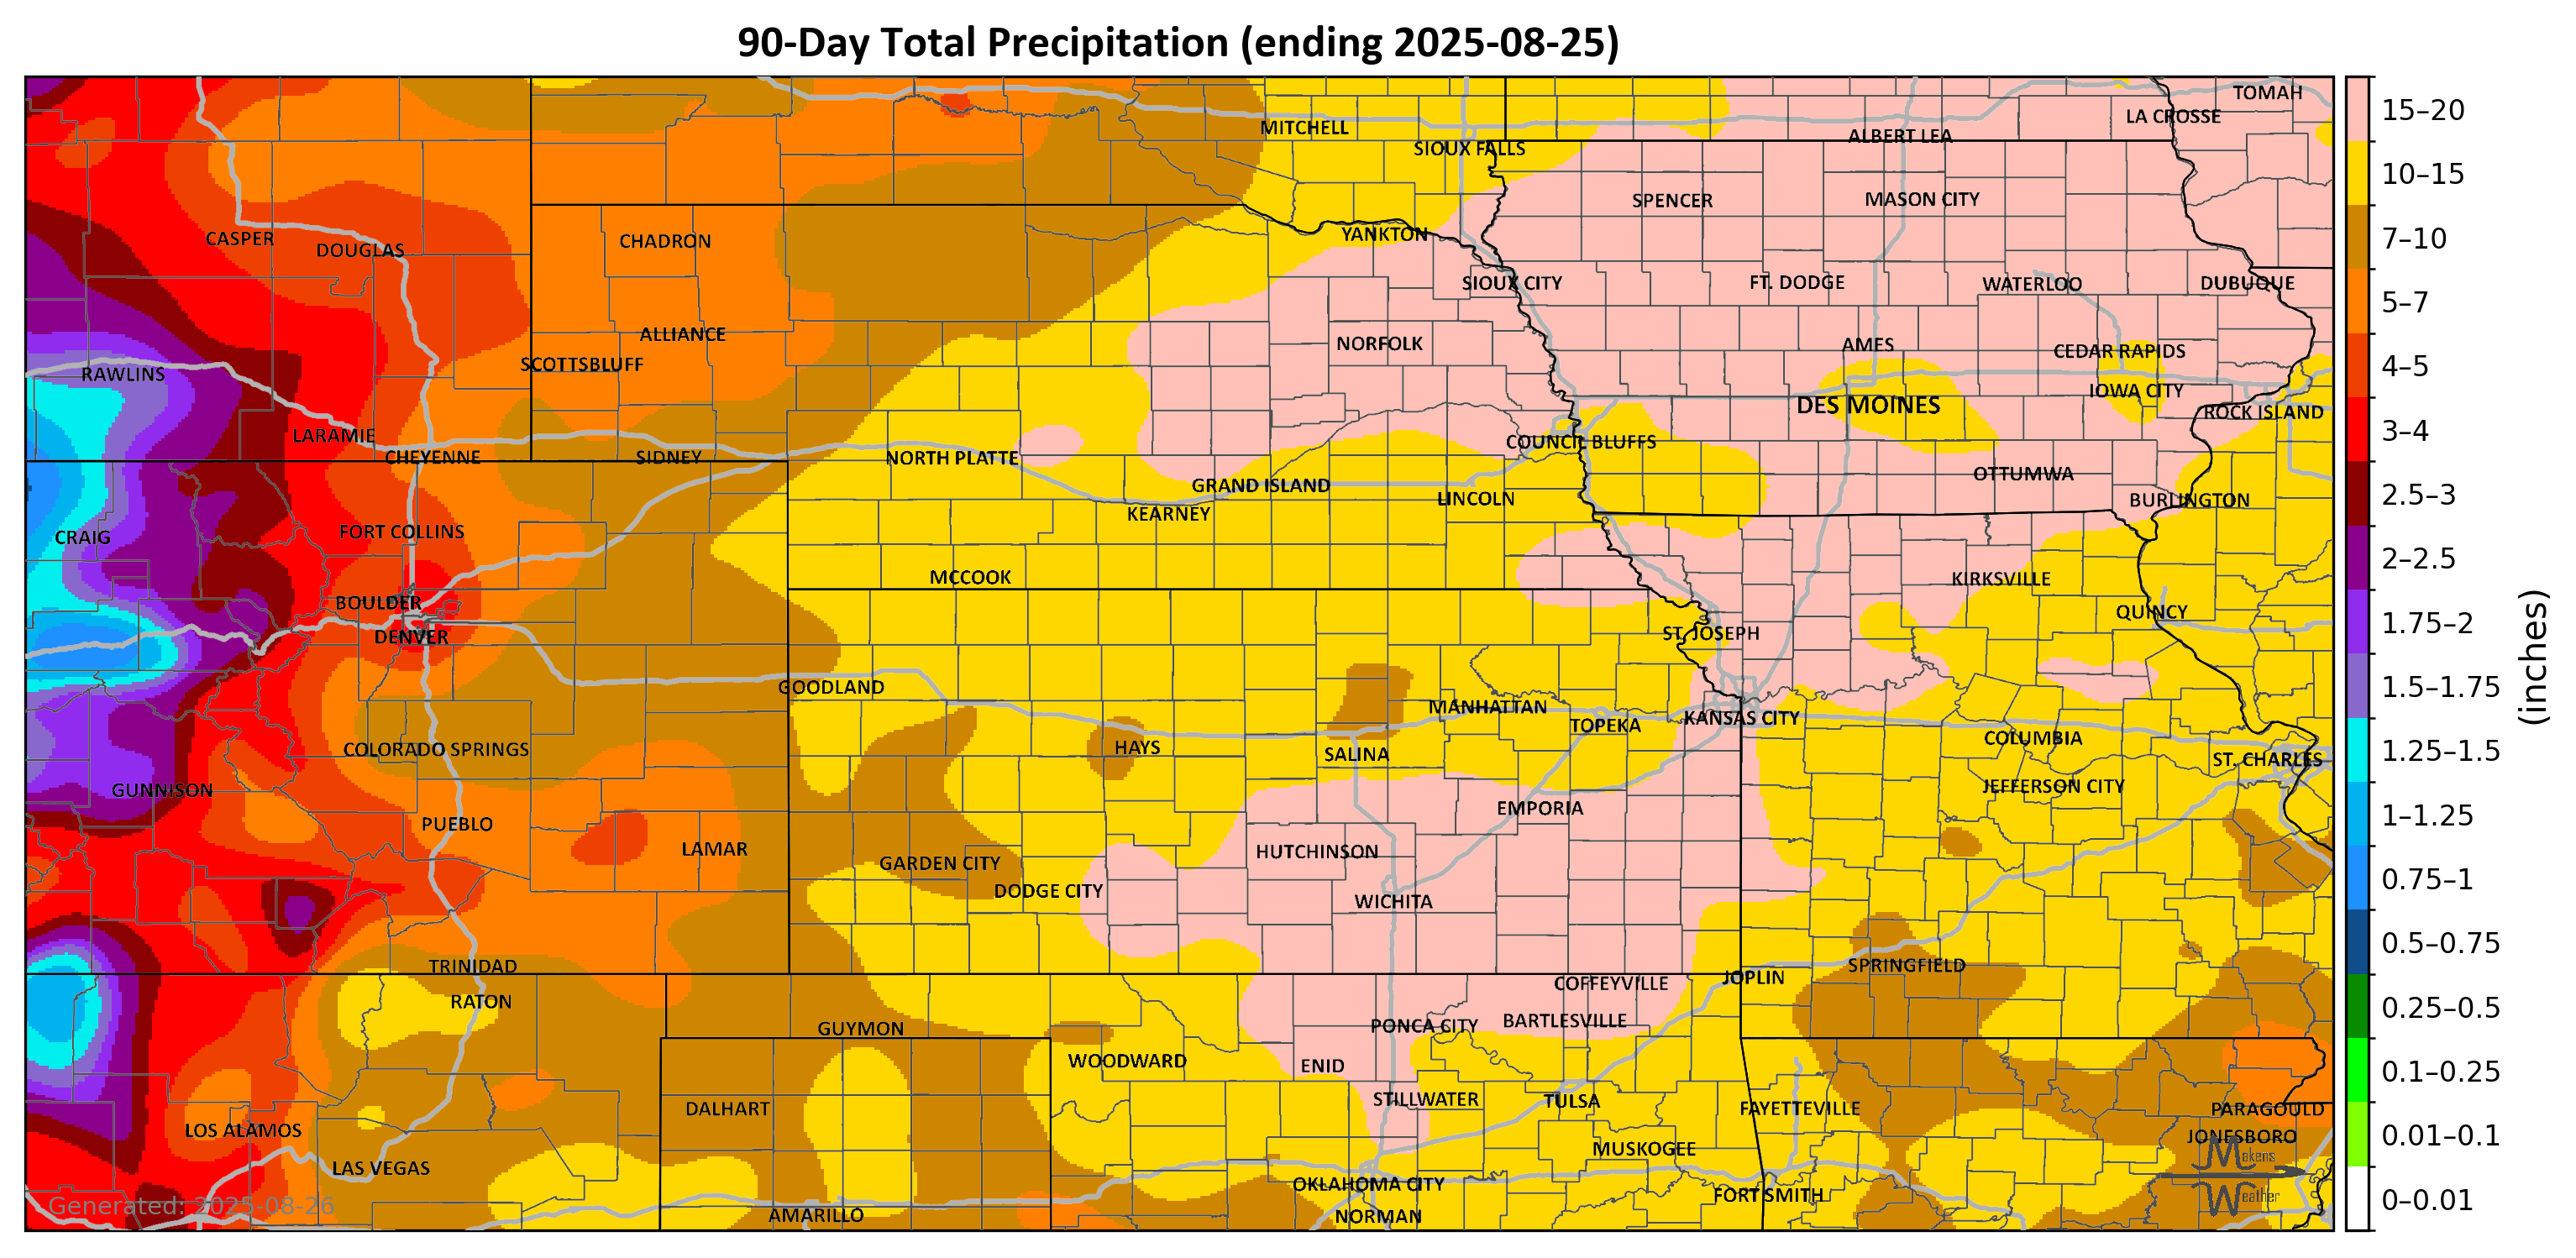 90-Day Total Precipitation (ending 2025-08-25)
TOMAH
LA CROSSE
MITCHELL
ALBERT LEA
SIOUX FALLS
SPENCER
MASON CITY
YANKTON
CASPER
CHADRON
DOUGLAS
SIOUX CITY
FT. DODGE
WATERLOO
DUBUQUE
ALLIANCE
NORFOLK
AMES
CEDAR RAPIDS
SCOTTSBLUFF
RAWLINS
IOWA CITY
DES MOINES
ROCK ISLAND
LARAMIE
COUNCIL BLUFFS
CHEYENNE
SIDNEY
NORTH PLATTE
OTTUMWA
GRAND ISLAND
LINCOLN
BURLINGTON
KEARNEY
FORT COLLINS
CRAIG
MCCOOK
KIRKSVILLE
BOULDER
QUINCY
DENVER
ST. JOSEPH
GOODLAND
MANHATTAN
TOPEKA
KANSAS CITY
COLUMBIA
COLORADO SPRINGS
HAYS
SALINA
ST. CHARLES
GUNNISON
JEFFERSON CITY
EMPORIA
PUEBLO
LAMAR
HUTCHINSON
GARDEN CITY
DODGE CITY
WICHITA
TRINIDAD
SPRINGFIELD
JOPLIN
COFFEYVILLE
RATON
BARTLESVILLE
PONCA CITY
GUYMON
WOODWARD
ENID
STILLWATER
TULSA
DALHART
FAYETTEVILLE
PARAGOULD
LOS ALAMOS
JONESBORO
MUSKOGEE
LAS VEGAS
OKLAHOMA CITY
FORT SMITH
AMARILLO
NORMAN
Makens
Weather
Generated: 2025-08-26
15–20
10–15
7–10
5–7
4–5
3–4
2.5–3
2–2.5
1.75–2
1.5–1.75
1.25–1.5
1–1.25
0.75–1
0.5–0.75
0.25–0.5
0.1–0.25
0.01–0.1
0–0.01
(inches)